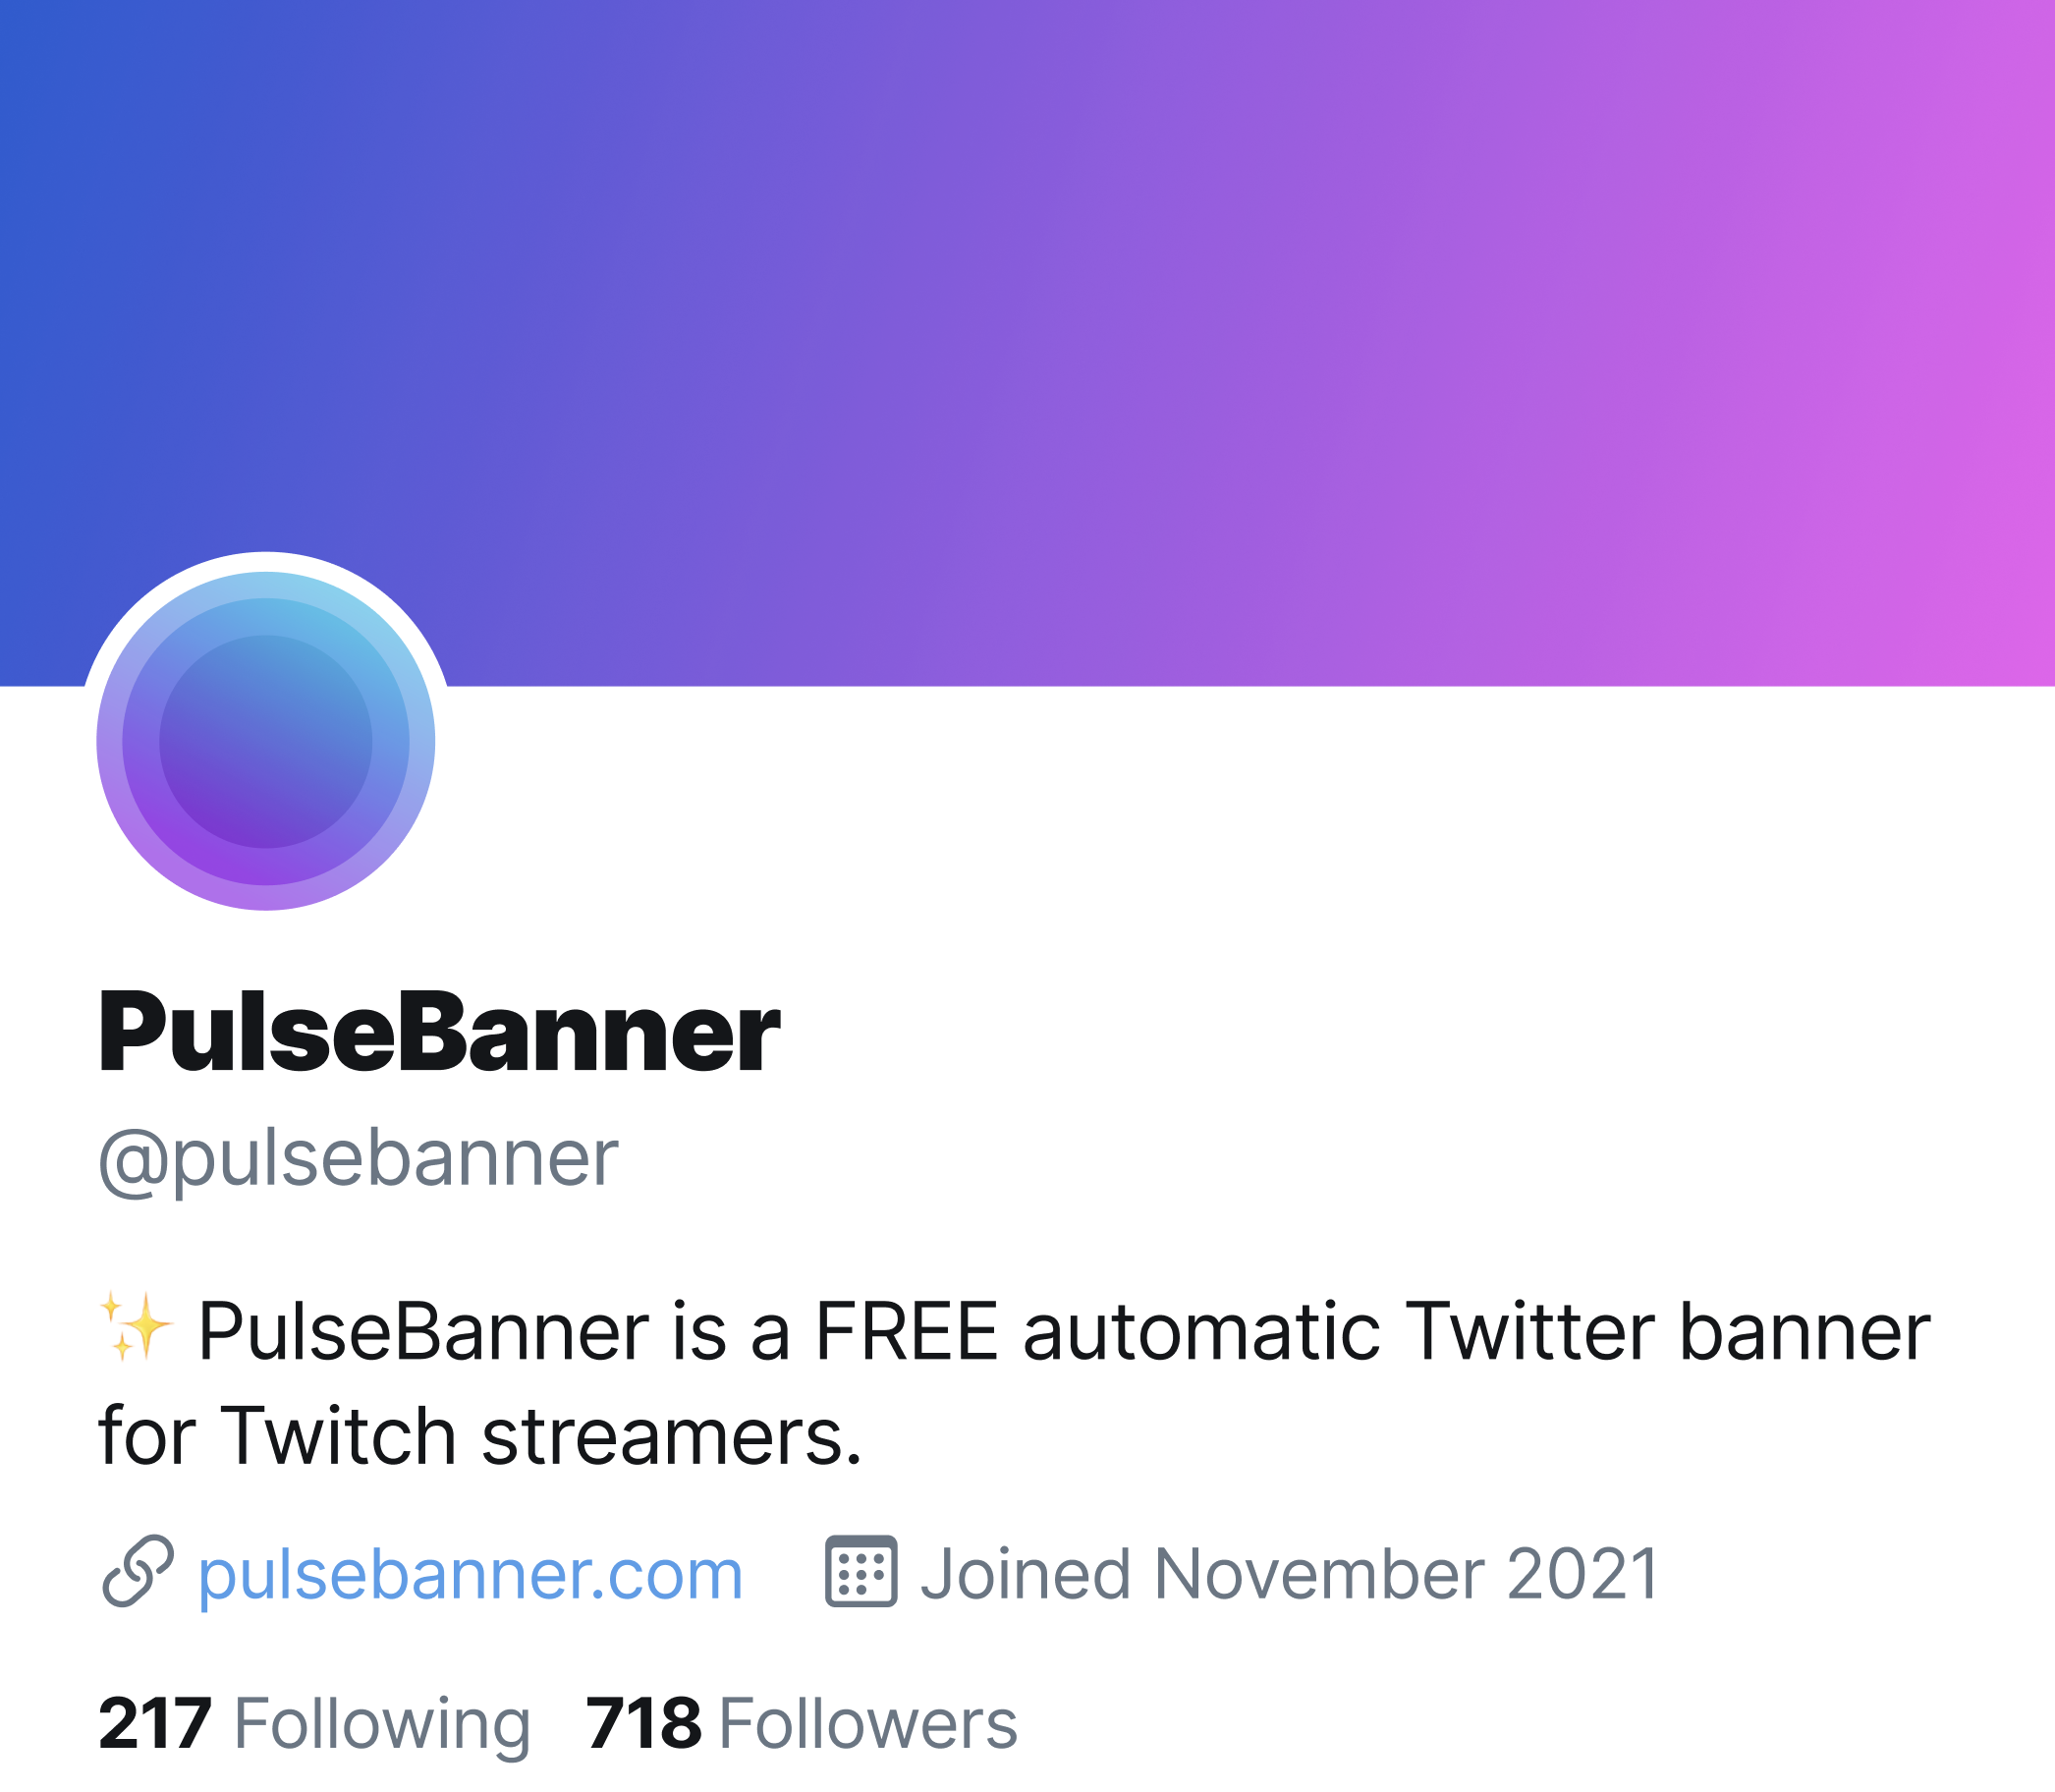 PulseBanner
@pulsebanner
✨ PulseBanner is a FREE automatic Twitter banner
for Twitch streamers.
pulsebanner.com Joined November 2021
217 Following 718 Followers